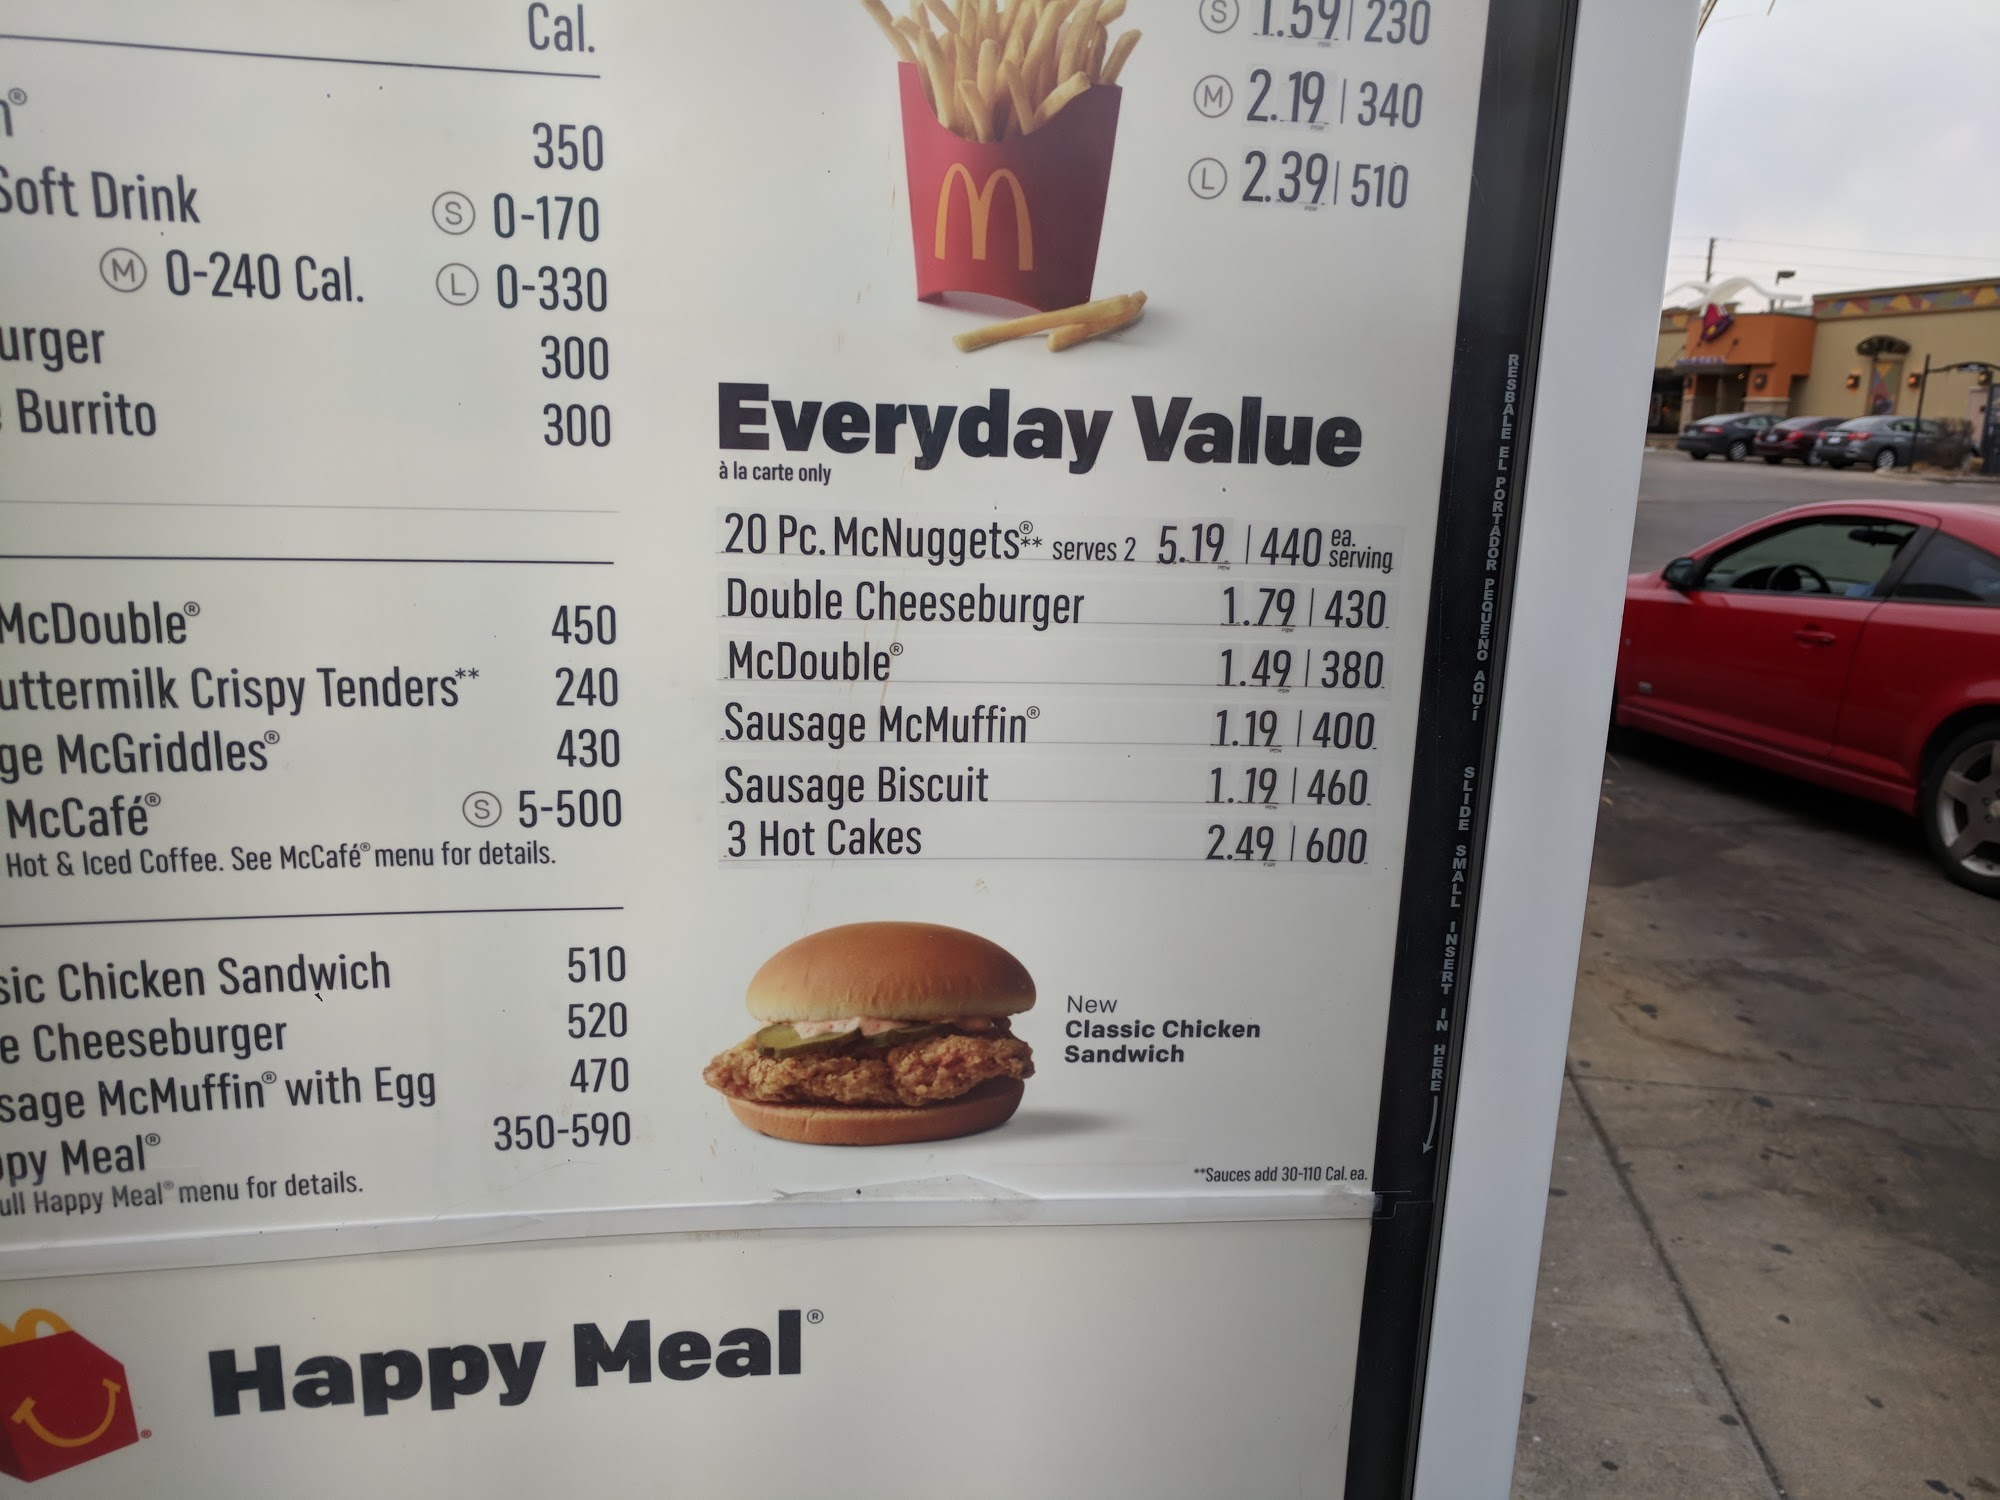 Cal.
350
Soft Drink Ⓢ 0-170
Ⓜ 0-240 Cal. Ⓛ 0-330
urger 300
Burrito 300
McDouble® 450
uttermilk Crispy Tenders** 240
ge McGriddles® 430
McCafé® Ⓢ 5-500
Hot & Iced Coffee. See McCafé® menu for details.
sic Chicken Sandwich 510
e Cheeseburger 520
sage McMuffin® with Egg 470
ppy Meal® 350-590
ull Happy Meal® menu for details.
Ⓢ 1.59 | 230
Ⓜ 2.19 | 340
Ⓛ 2.39 | 510
Everyday Value
à la carte only
20 Pc. McNuggets®** serves 2 5.19 | 440 ea. serving
Double Cheeseburger 1.79 | 430
McDouble® 1.49 | 380
Sausage McMuffin® 1.19 | 400
Sausage Biscuit 1.19 | 460
3 Hot Cakes 2.49 | 600
New
Classic Chicken
Sandwich
**Sauces add 30-110 Cal. ea.
Happy Meal®
RESBALE EL PORTADOR PEQUEÑO AQUÍ
SLIDE SMALL INSERT IN HERE